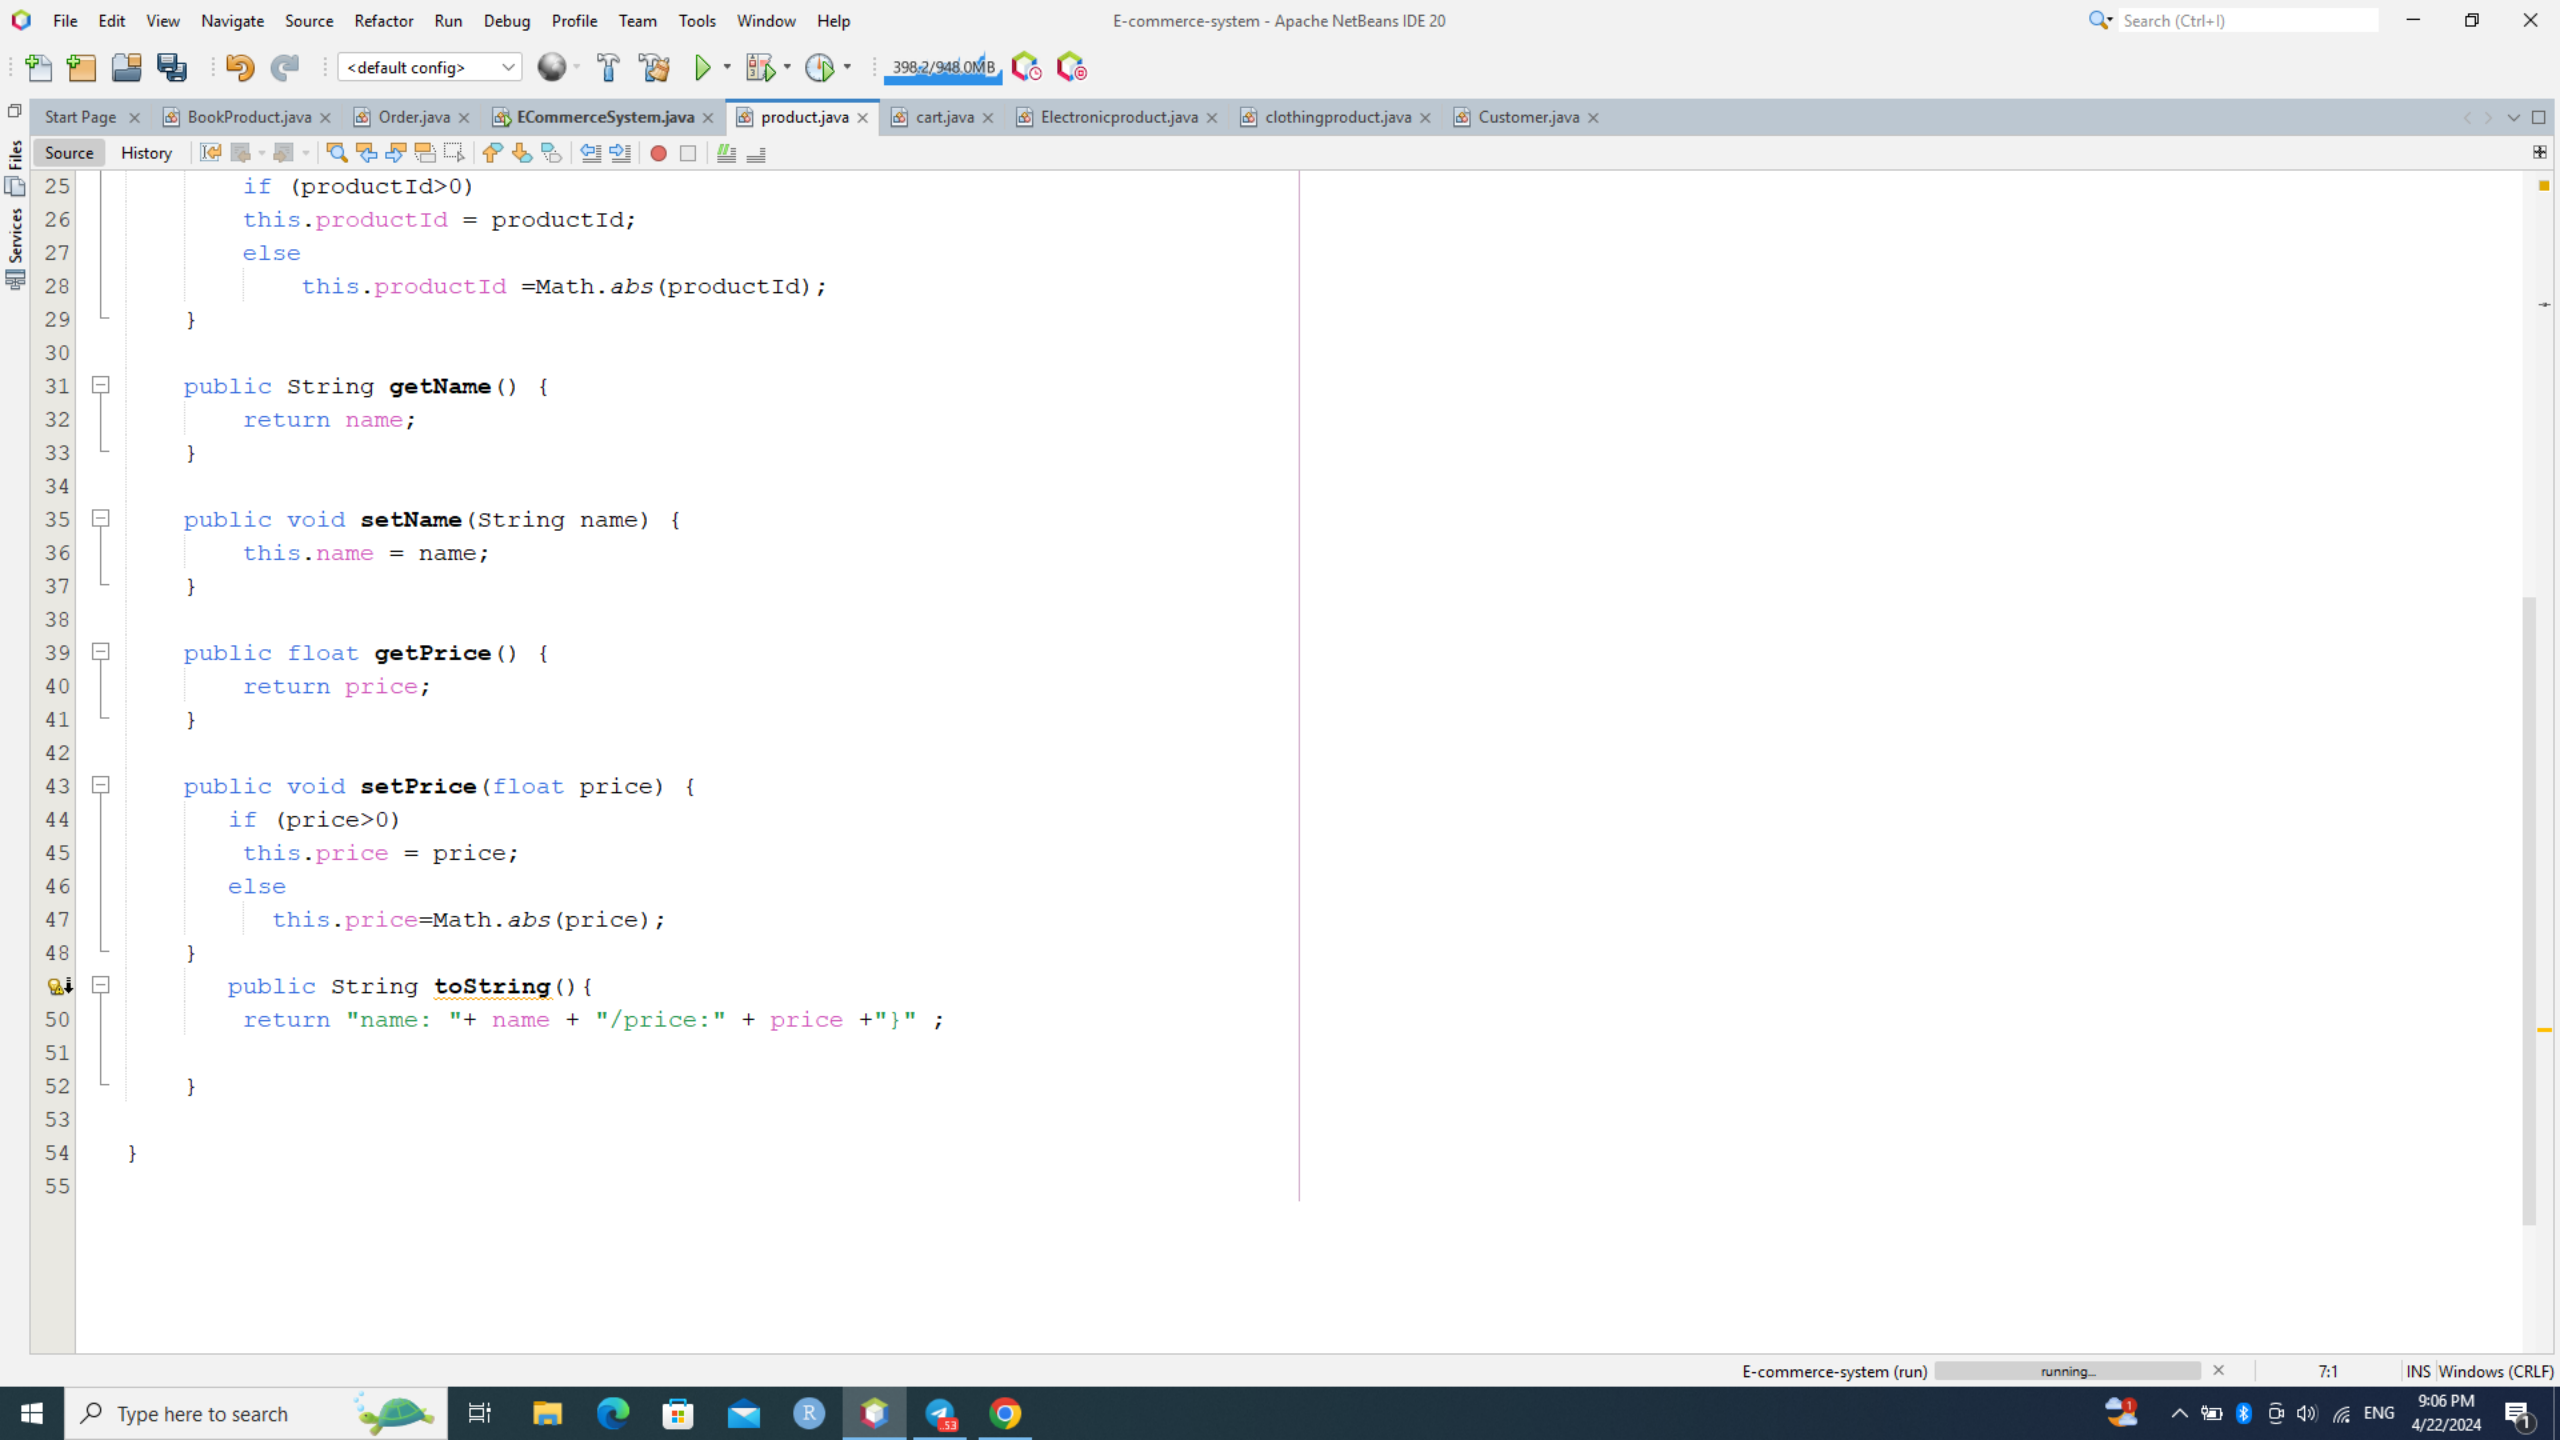 File Edit View Navigate Source Refactor Run Debug Profile Team Tools Window Help E-commerce-system - Apache NetBeans IDE 20 Search (Ctrl+I)
<default config> 398.2/948.0MB
Start Page BookProduct.java Order.java ECommerceSystem.java product.java cart.java Electronicproduct.java clothingproduct.java Customer.java
Files
Services
Source History
25 if (productId>0)
26 this.productId = productId;
27 else
28 this.productId =Math.abs(productId);
29 }
30
31 public String getName() {
32 return name;
33 }
34
35 public void setName(String name) {
36 this.name = name;
37 }
38
39 public float getPrice() {
40 return price;
41 }
42
43 public void setPrice(float price) {
44 if (price>0)
45 this.price = price;
46 else
47 this.price=Math.abs(price);
48 }
public String toString(){
50 return "name: "+ name + "/price:" + price +"}" ;
51
52 }
53
54 }
55
E-commerce-system (run) running... 7:1 INS Windows (CRLF)
Type here to search R ..53 1 ENG 9:06 PM 1
4/22/2024